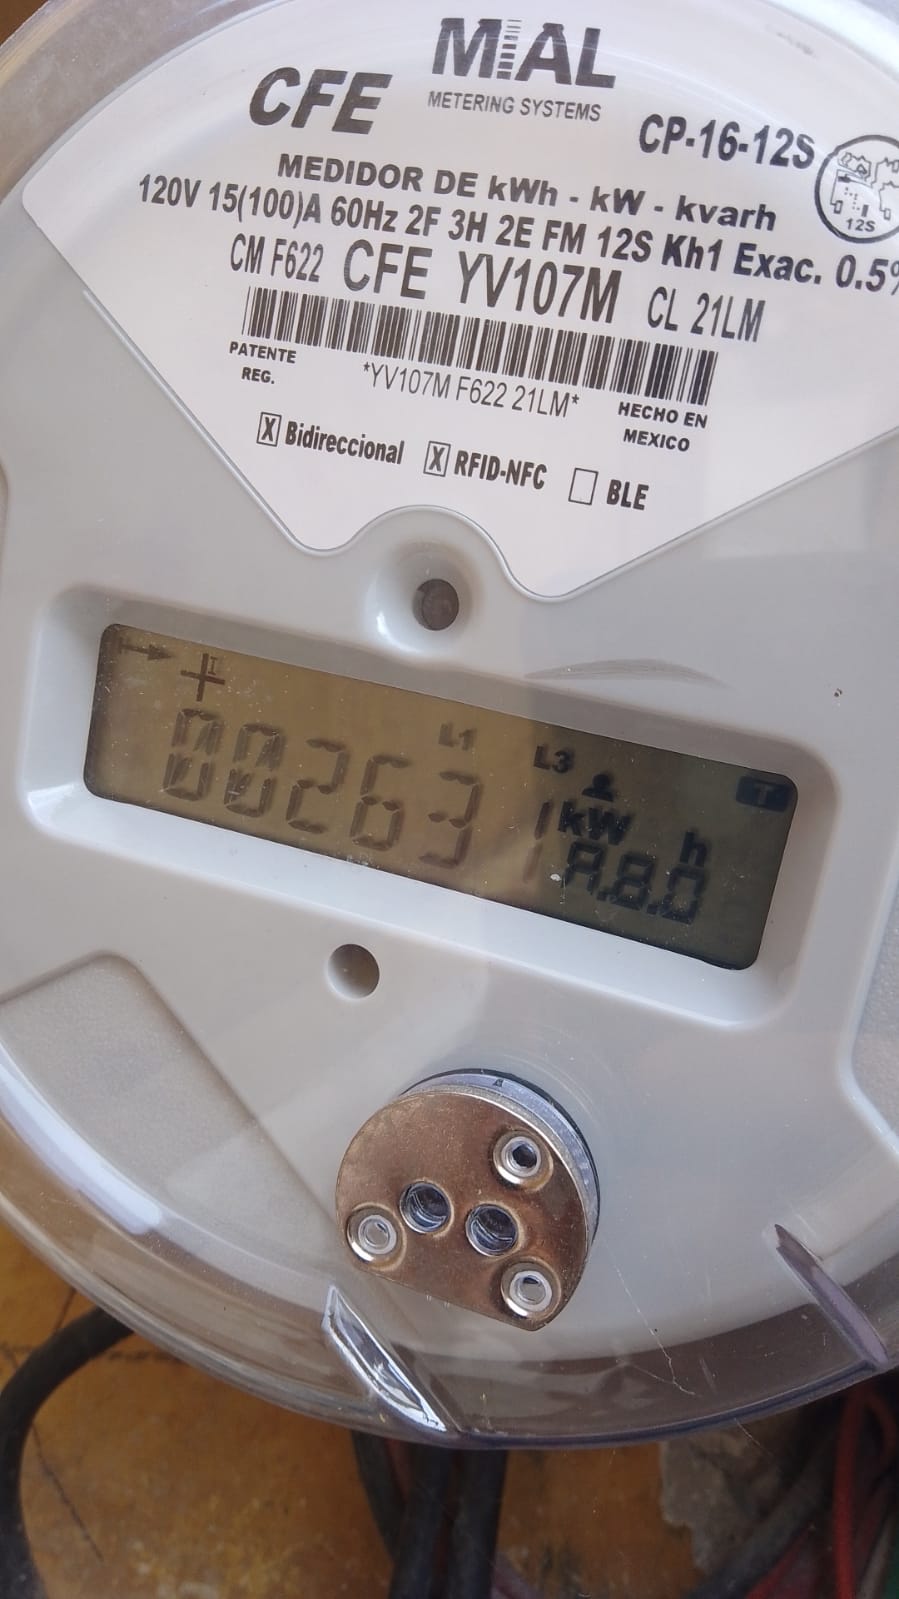 MIAL
METERING SYSTEMS
CFE
CP-16-12S
12S
MEDIDOR DE kWh - kW - kvarh
120V 15(100)A 60Hz 2F 3H 2E FM 12S Kh1 Exac. 0.5%
CM F622 CFE YV107M CL 21LM
PATENTE
REG.
*YV107M F622 21LM*
HECHO EN
MEXICO
X Bidireccional X RFID-NFC BLE
L1 L3 T
002631 kW h